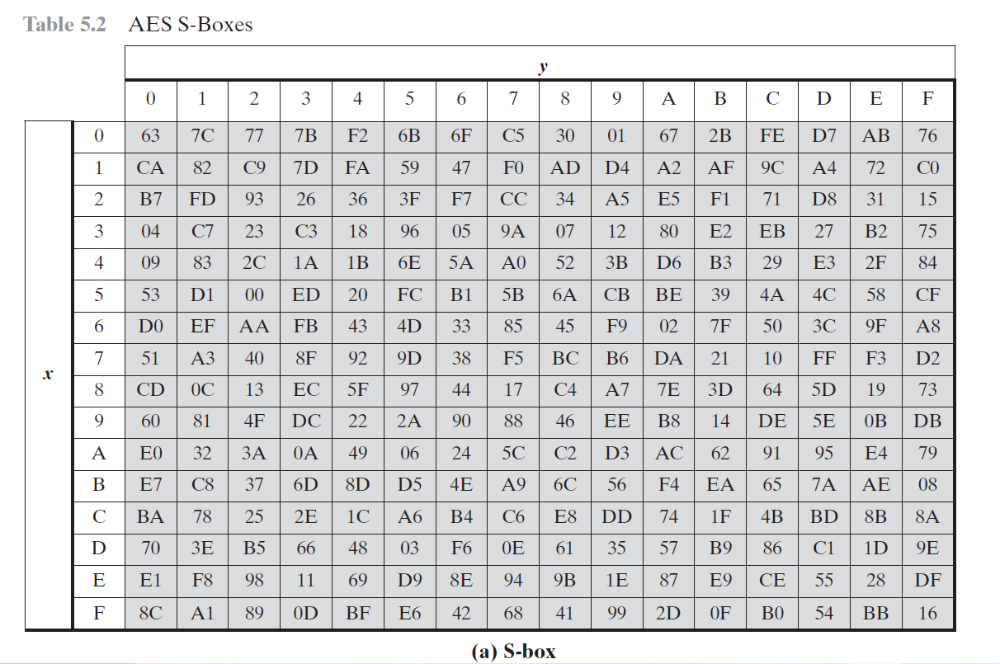 Table 5.2 AES S-Boxes
y
0 1 2 3 4 5 6 7 8 9 A B C D E F
0 63 7C 77 7B F2 6B 6F C5 30 01 67 2B FE D7 AB 76
1 CA 82 C9 7D FA 59 47 F0 AD D4 A2 AF 9C A4 72 C0
2 B7 FD 93 26 36 3F F7 CC 34 A5 E5 F1 71 D8 31 15
3 04 C7 23 C3 18 96 05 9A 07 12 80 E2 EB 27 B2 75
4 09 83 2C 1A 1B 6E 5A A0 52 3B D6 B3 29 E3 2F 84
5 53 D1 00 ED 20 FC B1 5B 6A CB BE 39 4A 4C 58 CF
6 D0 EF AA FB 43 4D 33 85 45 F9 02 7F 50 3C 9F A8
7 51 A3 40 8F 92 9D 38 F5 BC B6 DA 21 10 FF F3 D2
x
8 CD 0C 13 EC 5F 97 44 17 C4 A7 7E 3D 64 5D 19 73
9 60 81 4F DC 22 2A 90 88 46 EE B8 14 DE 5E 0B DB
A E0 32 3A 0A 49 06 24 5C C2 D3 AC 62 91 95 E4 79
B E7 C8 37 6D 8D D5 4E A9 6C 56 F4 EA 65 7A AE 08
C BA 78 25 2E 1C A6 B4 C6 E8 DD 74 1F 4B BD 8B 8A
D 70 3E B5 66 48 03 F6 0E 61 35 57 B9 86 C1 1D 9E
E E1 F8 98 11 69 D9 8E 94 9B 1E 87 E9 CE 55 28 DF
F 8C A1 89 0D BF E6 42 68 41 99 2D 0F B0 54 BB 16
(a) S-box